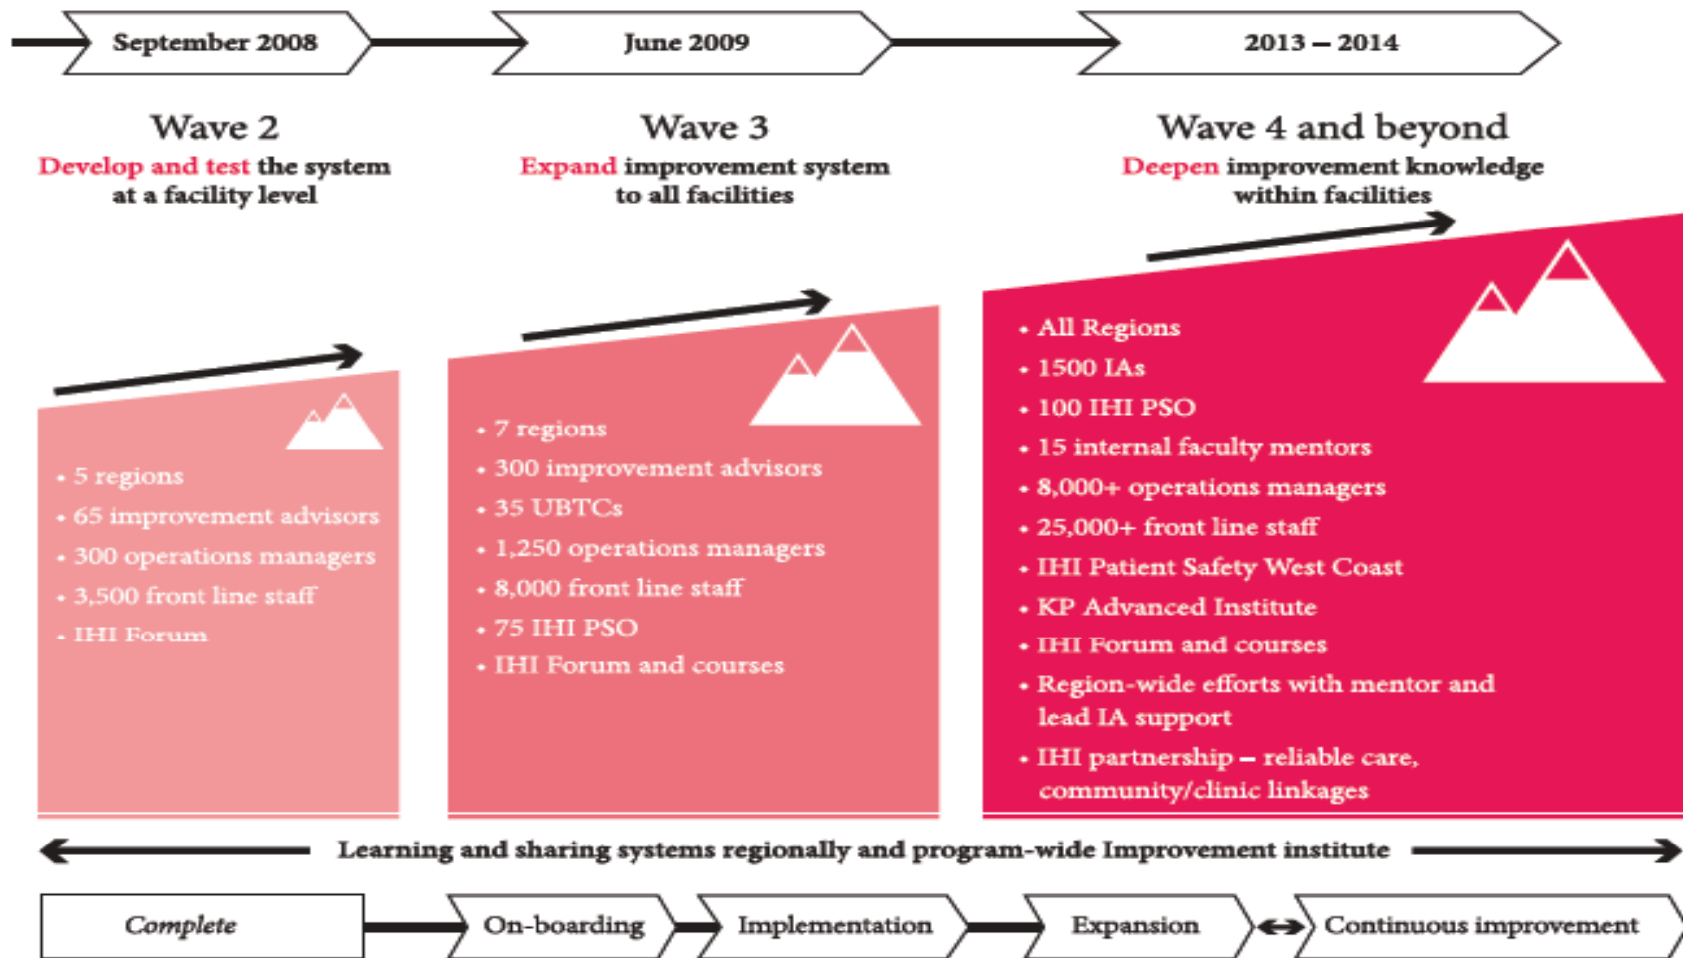 September 2008
June 2009
2013 – 2014
Wave 2
Develop and test the system
at a facility level
Wave 3
Expand improvement system
to all facilities
Wave 4 and beyond
Deepen improvement knowledge
within facilities
• 5 regions
• 65 improvement advisors
• 300 operations managers
• 3,500 front line staff
• IHI Forum
• 7 regions
• 300 improvement advisors
• 35 UBTCs
• 1,250 operations managers
• 8,000 front line staff
• 75 IHI PSO
• IHI Forum and courses
• All Regions
• 1500 IAs
• 100 IHI PSO
• 15 internal faculty mentors
• 8,000+ operations managers
• 25,000+ front line staff
• IHI Patient Safety West Coast
• KP Advanced Institute
• IHI Forum and courses
• Region-wide efforts with mentor and
lead IA support
• IHI partnership – reliable care,
community/clinic linkages
Learning and sharing systems regionally and program-wide Improvement institute
Complete
On-boarding
Implementation
Expansion
Continuous improvement